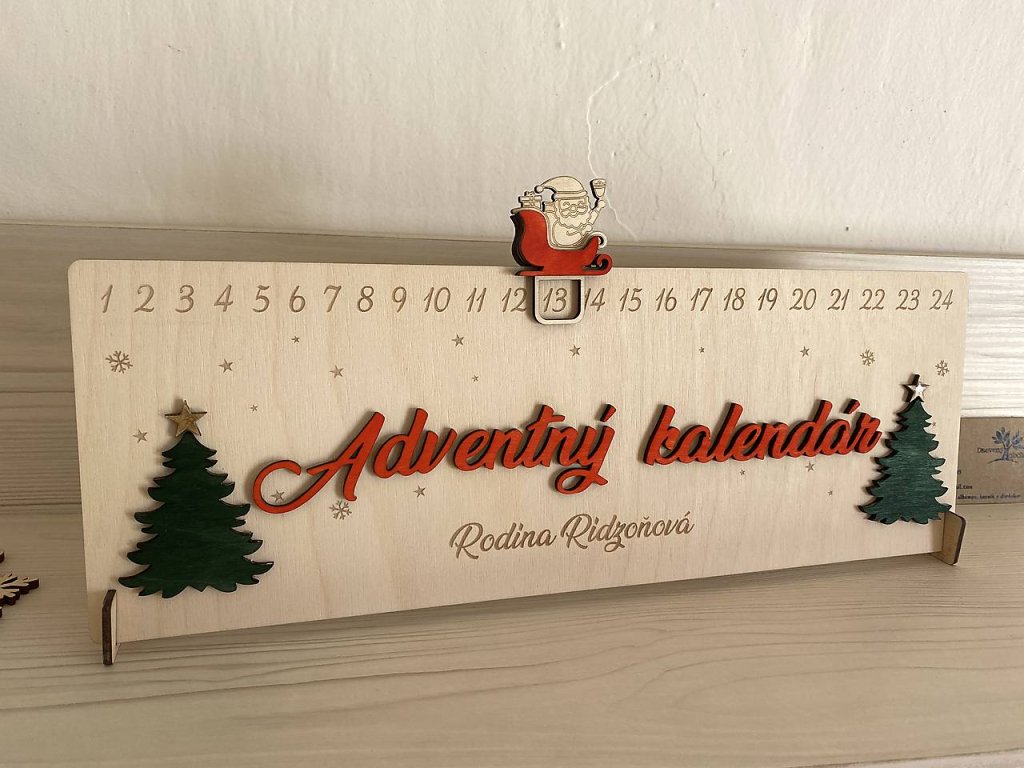 1 2 3 4 5 6 7 8 9 10 11 12 13 14 15 16 17 18 19 20 21 22 23 24
Adventný kalendár
Rodina Ridzoňová
Drevený